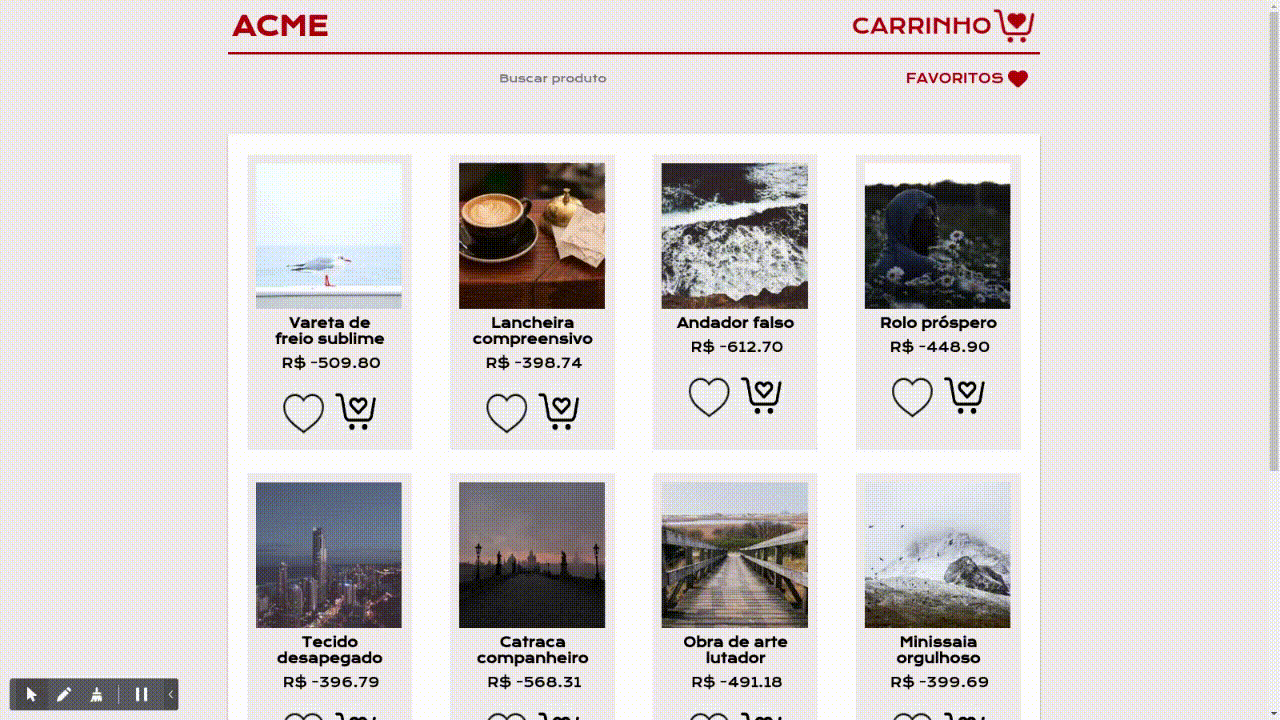 ACME
CARRINHO
Buscar produto
FAVORITOS
Vareta de
freio sublime
R$ -509.80
Lancheira
compreensivo
R$ -398.74
Andador falso
R$ -612.70
Rolo próspero
R$ -448.90
Tecido
desapegado
R$ -396.79
Catraca
companheiro
R$ -568.31
Obra de arte
lutador
R$ -491.18
Minissaia
orgulhoso
R$ -399.69